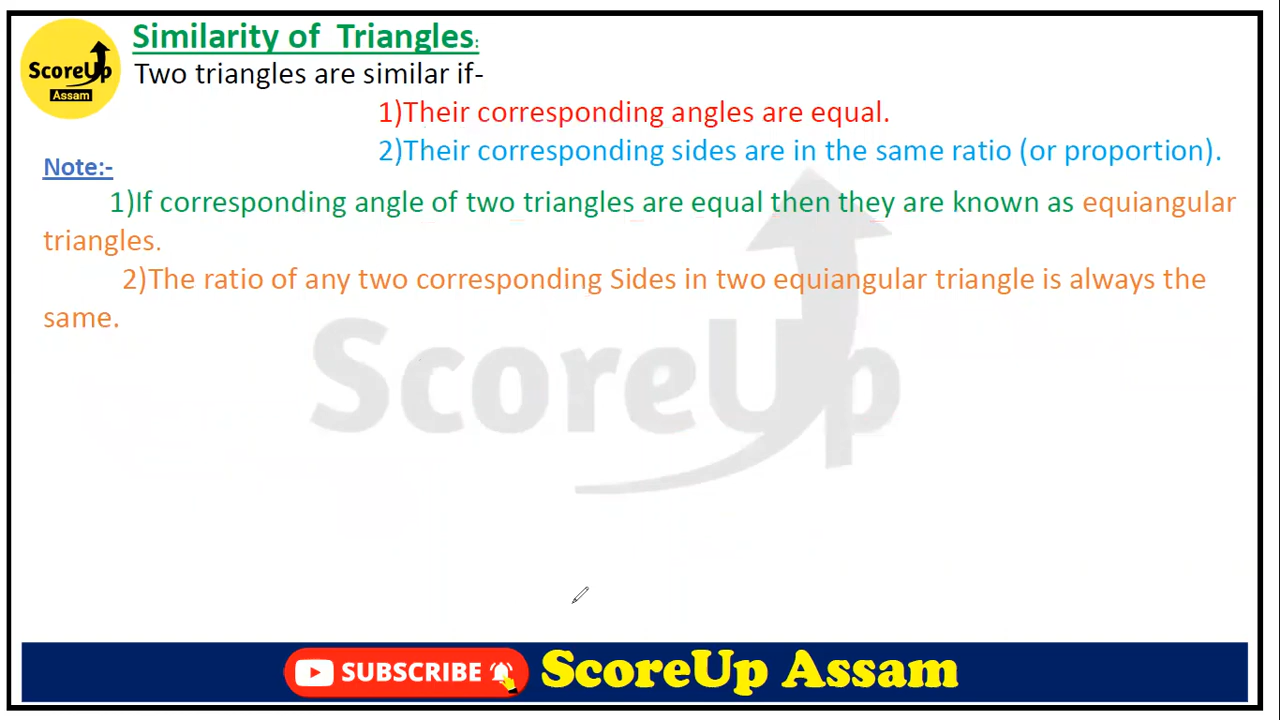 Similarity of Triangles:
ScoreUp
Assam
Two triangles are similar if-
1)Their corresponding angles are equal.
2)Their corresponding sides are in the same ratio (or proportion).
Note:-
1)If corresponding angle of two triangles are equal then they are known as equiangular
triangles.
2)The ratio of any two corresponding Sides in two equiangular triangle is always the
same.
ScoreUp
SUBSCRIBE ScoreUp Assam